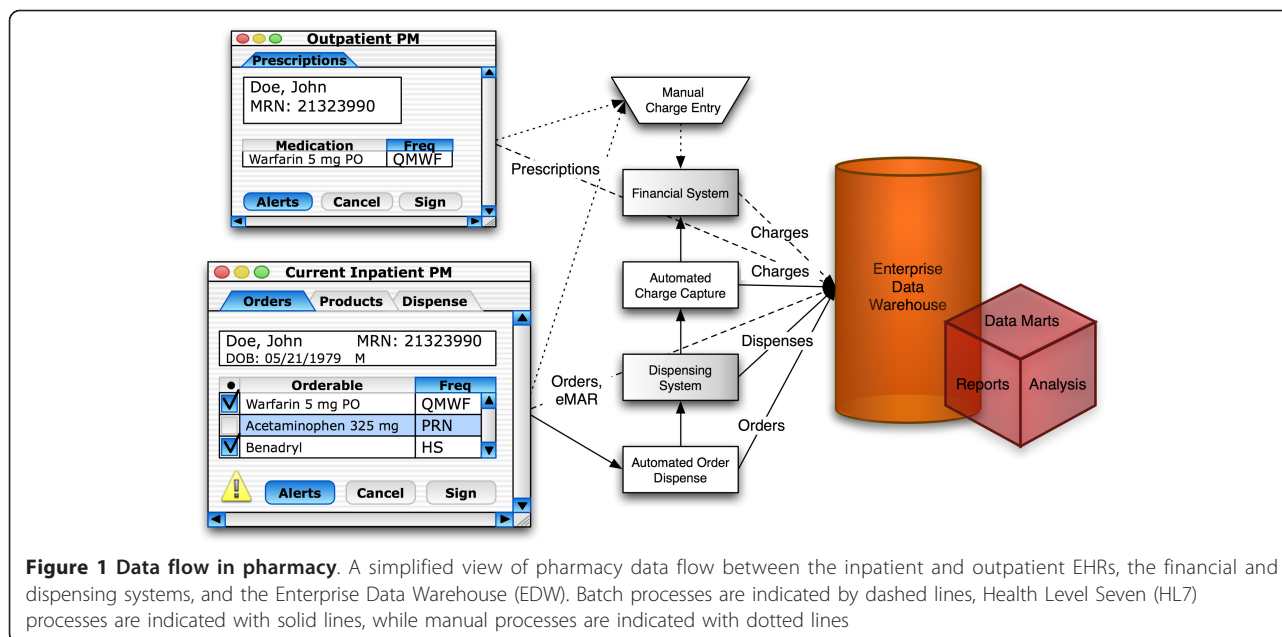 Outpatient PM
Prescriptions
Doe, John
MRN: 21323990
Medication Freq
Warfarin 5 mg PO QMWF
Alerts Cancel Sign
Current Inpatient PM
Orders Products Dispense
Doe, John MRN: 21323990
DOB: 05/21/1979 M
Orderable Freq
Warfarin 5 mg PO QMWF
Acetaminophen 325 mg PRN
Benadryl HS
Alerts Cancel Sign
Manual
Charge Entry
Prescriptions
Financial System
Charges
Charges
Automated
Charge Capture
Dispenses
Dispensing
System
Orders,
eMAR
Orders
Automated Order
Dispense
Enterprise
Data
Warehouse
Data Marts
Reports Analysis
Figure 1 Data flow in pharmacy. A simplified view of pharmacy data flow between the inpatient and outpatient EHRs, the financial and
dispensing systems, and the Enterprise Data Warehouse (EDW). Batch processes are indicated by dashed lines, Health Level Seven (HL7)
processes are indicated with solid lines, while manual processes are indicated with dotted lines